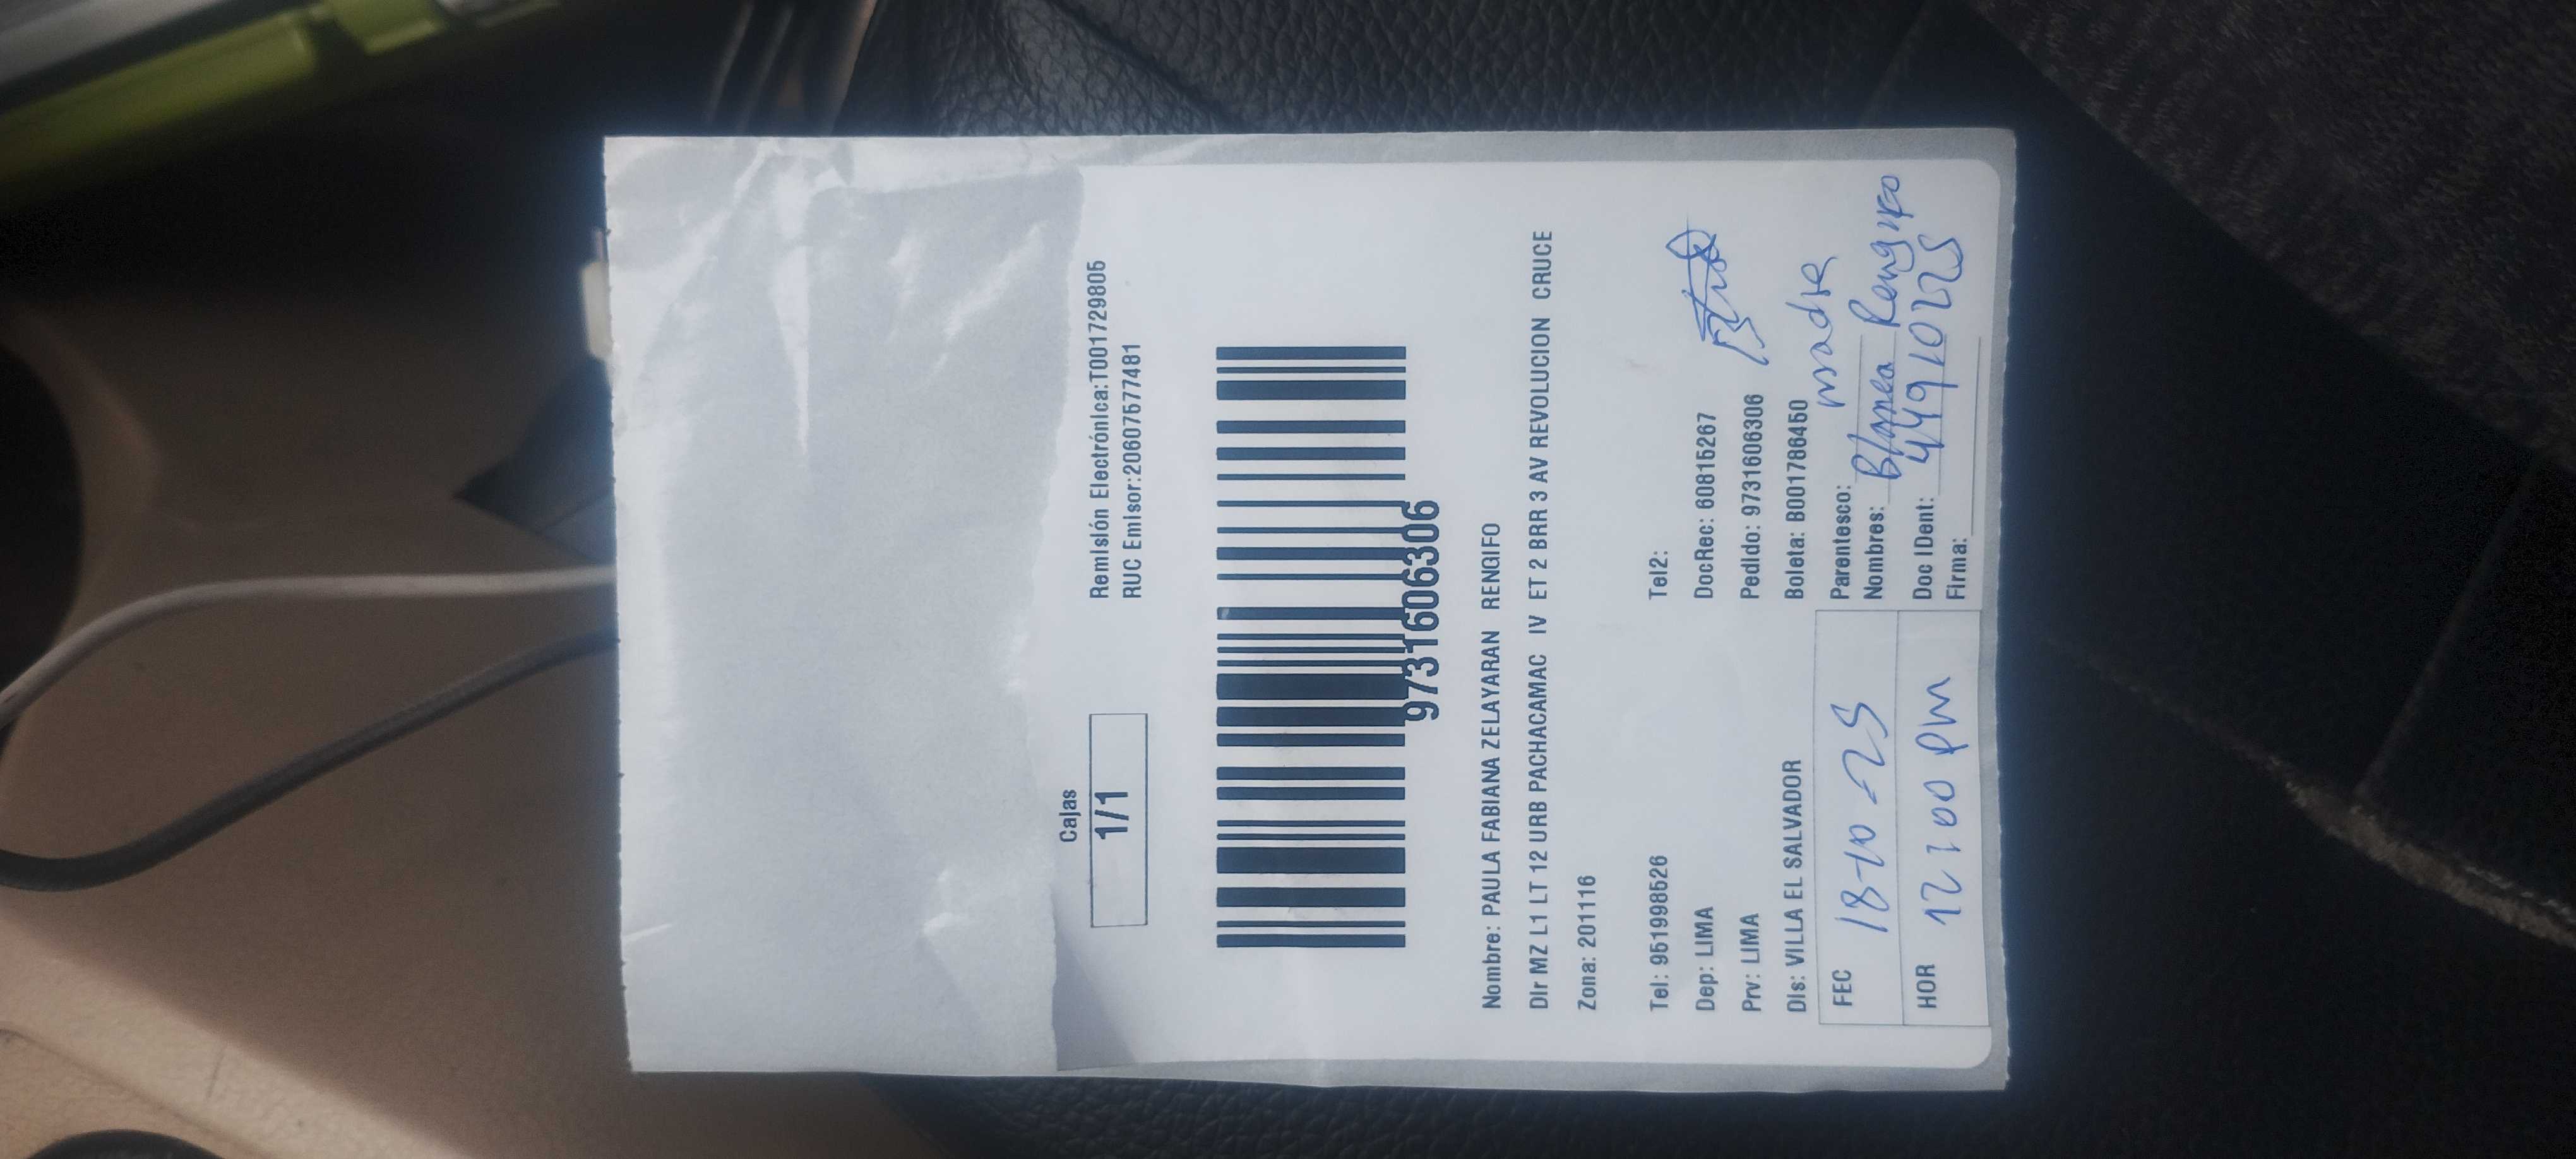 Cajas
1/1
Remisión Electrónica:T001729805
RUC Emisor:20607577481
9731606306
Nombre: PAULA FABIANA ZELAYARAN RENGIFO
Dir MZ L1 LT 12 URB PACHACAMAC IV ET 2 BRR 3 AV REVOLUCION CRUCE
Zona: 201116
Tel: 951998526 Tel2:
Dep: LIMA DocRec: 60815267
Prv: LIMA Pedido: 9731606306
Dis: VILLA EL SALVADOR Boleta: B001786450
FEC 18-10-25
HOR 12:00 PM
Parentesco: madre
Nombres: Blanca Rengifo
Doc IDent: 44910225
Firma: